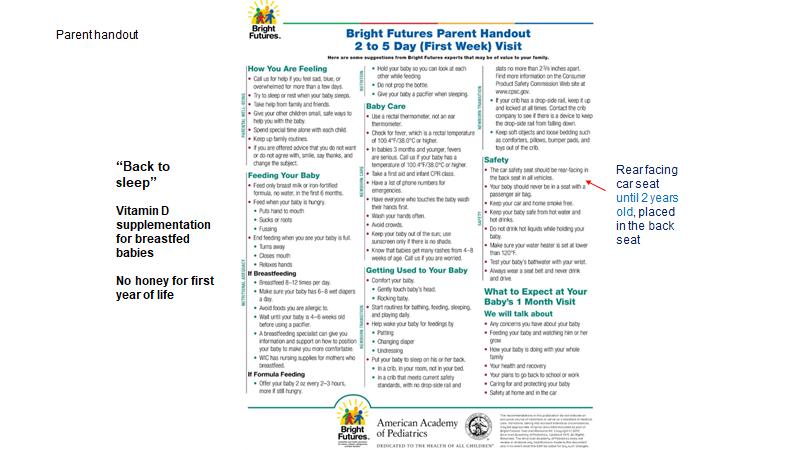 Parent handout
“Back to
sleep”
Vitamin D
supplementation
for breastfed
babies
No honey for first
year of life
Bright
Futures.
Bright Futures Parent Handout
2 to 5 Day (First Week) Visit
Here are some suggestions from Bright Futures experts that may be of value to your family.
PARENTAL WELL-BEING
How You Are Feeling
• Call us for help if you feel sad, blue, or
overwhelmed for more than a few days.
• Try to sleep or rest when your baby sleeps.
• Take help from family and friends.
• Give your other children small, safe ways to
help you with the baby.
• Spend special time alone with each child.
• Keep up family routines.
• If you are offered advice that you do not want
or do not agree with, smile, say thanks, and
change the subject.
NUTRITIONAL ADEQUACY
Feeding Your Baby
• Feed only breast milk or iron-fortified
formula, no water, in the first 6 months.
• Feed when your baby is hungry.
• Puts hand to mouth
• Sucks or roots
• Fussing
• End feeding when you see your baby is full.
• Turns away
• Closes mouth
• Relaxes hands
If Breastfeeding
• Breastfeed 8–12 times per day.
• Make sure your baby has 6–8 wet diapers
a day.
• Avoid foods you are allergic to.
• Wait until your baby is 4–6 weeks old
before using a pacifier.
• A breastfeeding specialist can give you
information and support on how to position
your baby to make you more comfortable.
• WIC has nursing supplies for mothers who
breastfeed.
If Formula Feeding
• Offer your baby 2 oz every 2–3 hours,
more if still hungry.
NUTRITION
• Hold your baby so you can look at each
other while feeding
• Do not prop the bottle.
• Give your baby a pacifier when sleeping.
NEWBORN CARE
Baby Care
• Use a rectal thermometer, not an ear
thermometer.
• Check for fever, which is a rectal temperature
of 100.4°F/38.0°C or higher.
• In babies 3 months and younger, fevers
are serious. Call us if your baby has a
temperature of 100.4°F/38.0°C or higher.
• Take a first aid and infant CPR class.
• Have a list of phone numbers for
emergencies.
• Have everyone who touches the baby wash
their hands first.
• Wash your hands often.
• Avoid crowds.
• Keep your baby out of the sun; use
sunscreen only if there is no shade.
• Know that babies get many rashes from 4–8
weeks of age. Call us if you are worried.
NEWBORN TRANSITION
Getting Used to Your Baby
• Comfort your baby.
• Gently touch baby's head.
• Rocking baby.
• Start routines for bathing, feeding, sleeping,
and playing daily.
• Help wake your baby for feedings by
• Patting
• Changing diaper
• Undressing
• Put your baby to sleep on his or her back.
• In a crib, in your room, not in your bed.
• In a crib that meets current safety
standards, with no drop-side rail and
NEWBORN TRANSITION
slats no more than 2⅜ inches apart.
Find more information on the Consumer
Product Safety Commission Web site at
www.cpsc.gov.
• If your crib has a drop-side rail, keep it up
and locked at all times. Contact the crib
company to see if there is a device to keep
the drop-side rail from falling down.
• Keep soft objects and loose bedding such
as comforters, pillows, bumper pads, and
toys out of the crib.
SAFETY
Safety
• The car safety seat should be rear-facing in
the back seat in all vehicles.
• Your baby should never be in a seat with a
passenger air bag.
• Keep your car and home smoke free.
• Keep your baby safe from hot water and
hot drinks.
• Do not drink hot liquids while holding your
baby.
• Make sure your water heater is set at lower
than 120°F.
• Test your baby's bathwater with your wrist.
• Always wear a seat belt and never drink
and drive.
What to Expect at Your
Baby's 1 Month Visit
We will talk about
• Any concerns you have about your baby
• Feeding your baby and watching him or her
grow
• How your baby is doing with your whole
family
• Your health and recovery
• Your plans to go back to school or work
• Caring for and protecting your baby
• Safety at home and in the car
Rear facing
car seat
until 2 years
old, placed
in the back
seat
Bright
Futures.
American Academy
of Pediatrics
DEDICATED TO THE HEALTH OF ALL CHILDREN